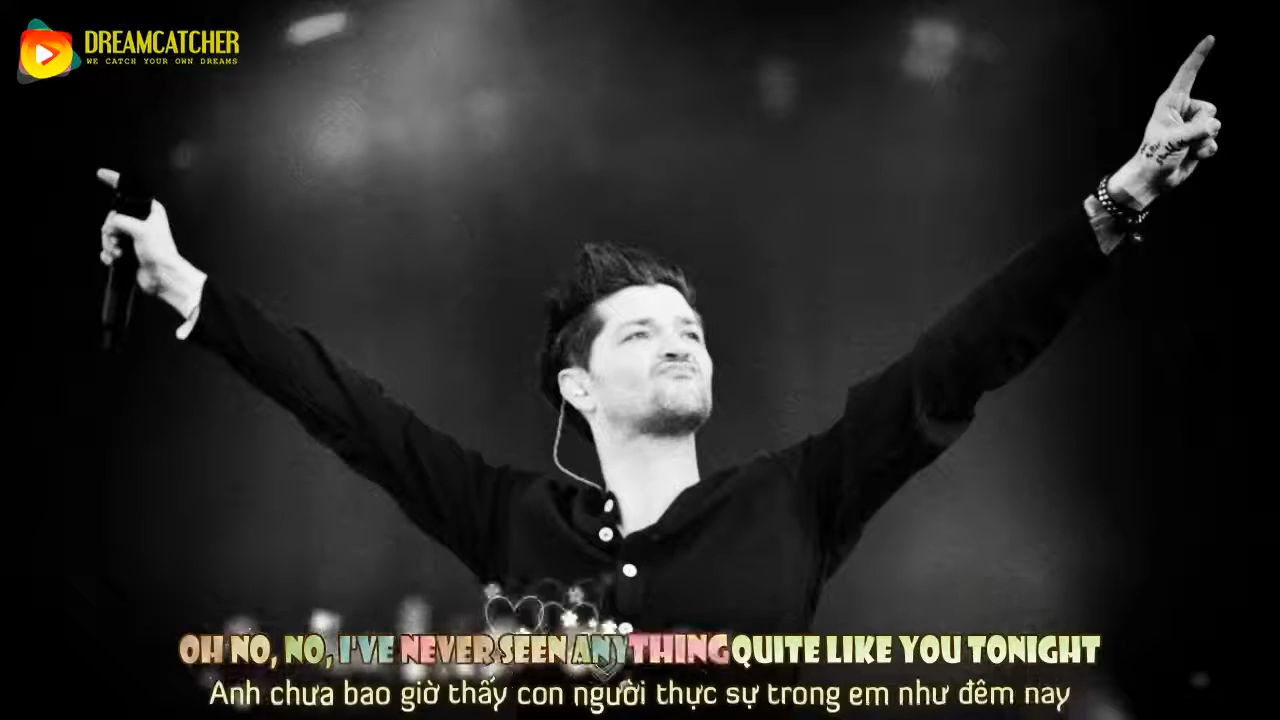 DREAMCATCHER
WE CATCH YOUR OWN DREAMS
OH NO, NO, I'VE NEVER SEEN ANYTHING QUITE LIKE YOU TONIGHT
Anh chưa bao giờ thấy con người thực sự trong em như đêm nay